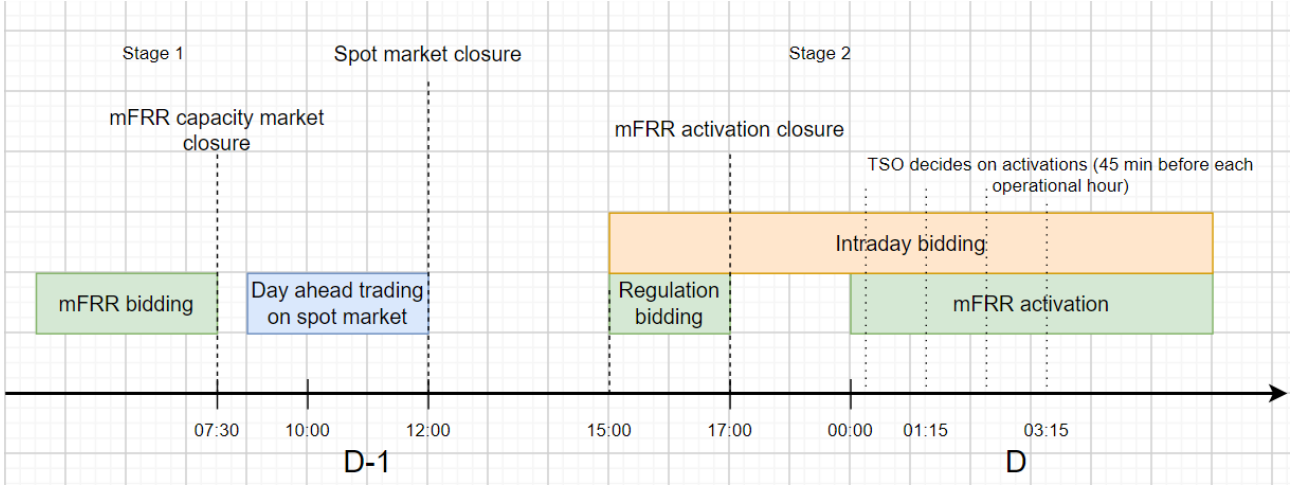 Stage 1
Spot market closure
Stage 2
mFRR capacity market
closure
mFRR activation closure
TSO decides on activations (45 min before each
operational hour)
Intraday bidding
mFRR bidding
Day ahead trading
on spot market
Regulation
bidding
mFRR activation
07:30
10:00
12:00
15:00
17:00
00:00
01:15
03:15
D-1
D